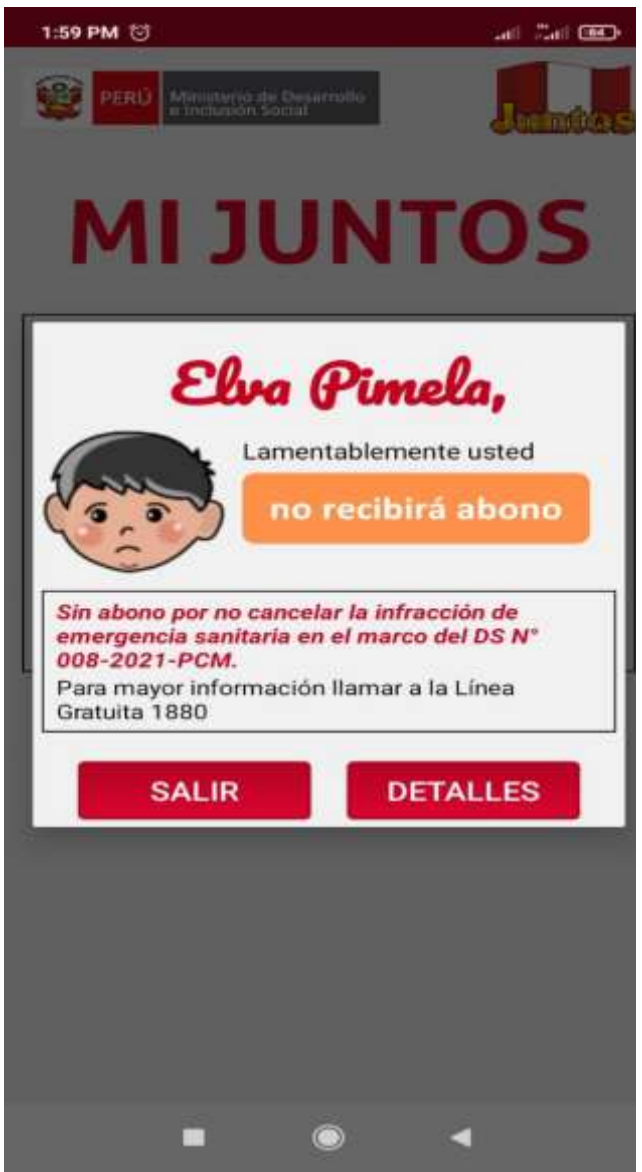 1:59 PM
64
PERÚ
Ministerio de Desarrollo
e Inclusión Social
Juntos
MI JUNTOS
Elva Pimela,
Lamentablemente usted
no recibirá abono
Sin abono por no cancelar la infracción de
emergencia sanitaria en el marco del DS N°
008-2021-PCM.
Para mayor información llamar a la Línea
Gratuita 1880
SALIR
DETALLES